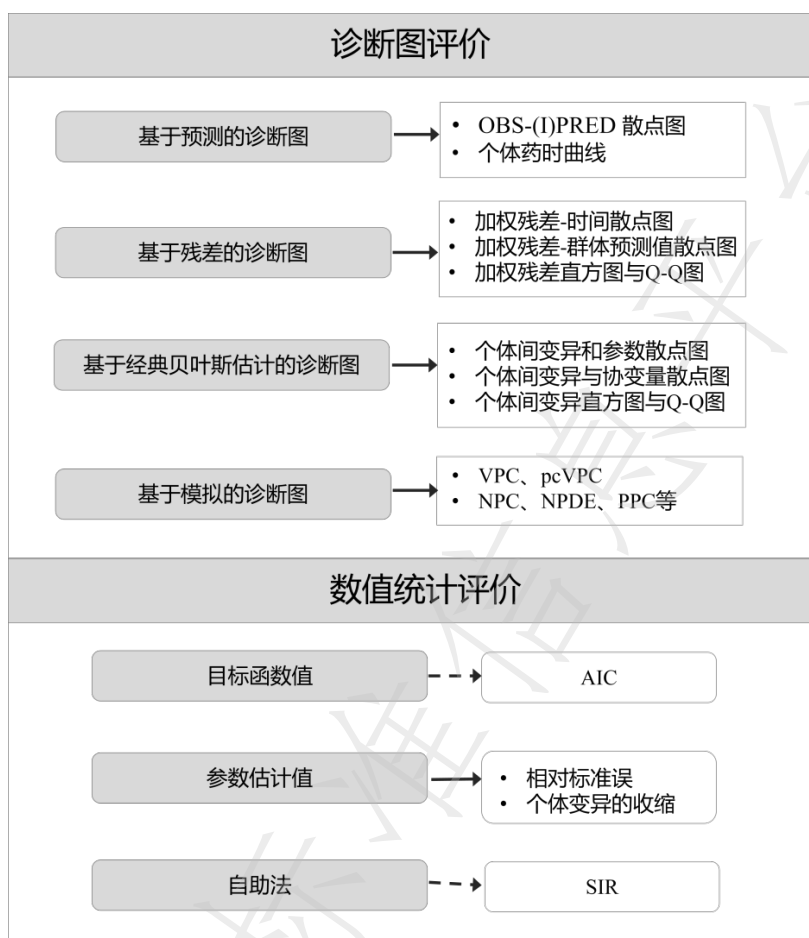 诊断图评价
基于预测的诊断图
• OBS-(I)PRED 散点图
• 个体药时曲线
基于残差的诊断图
• 加权残差-时间散点图
• 加权残差-群体预测值散点图
• 加权残差直方图与Q-Q图
基于经典贝叶斯估计的诊断图
• 个体间变异和参数散点图
• 个体间变异与协变量散点图
• 个体间变异直方图与Q-Q图
基于模拟的诊断图
• VPC、pcVPC
• NPC、NPDE、PPC等
数值统计评价
目标函数值
AIC
参数估计值
• 相对标准误
• 个体变异的收缩
自助法
SIR